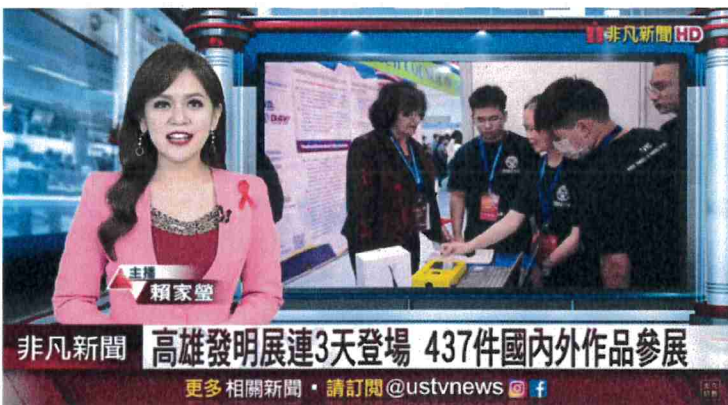 非凡新聞HD
主播
賴家瑩
非凡新聞 高雄發明展連3天登場 437件國內外作品參展
更多相關新聞・請訂閱@ustvnews